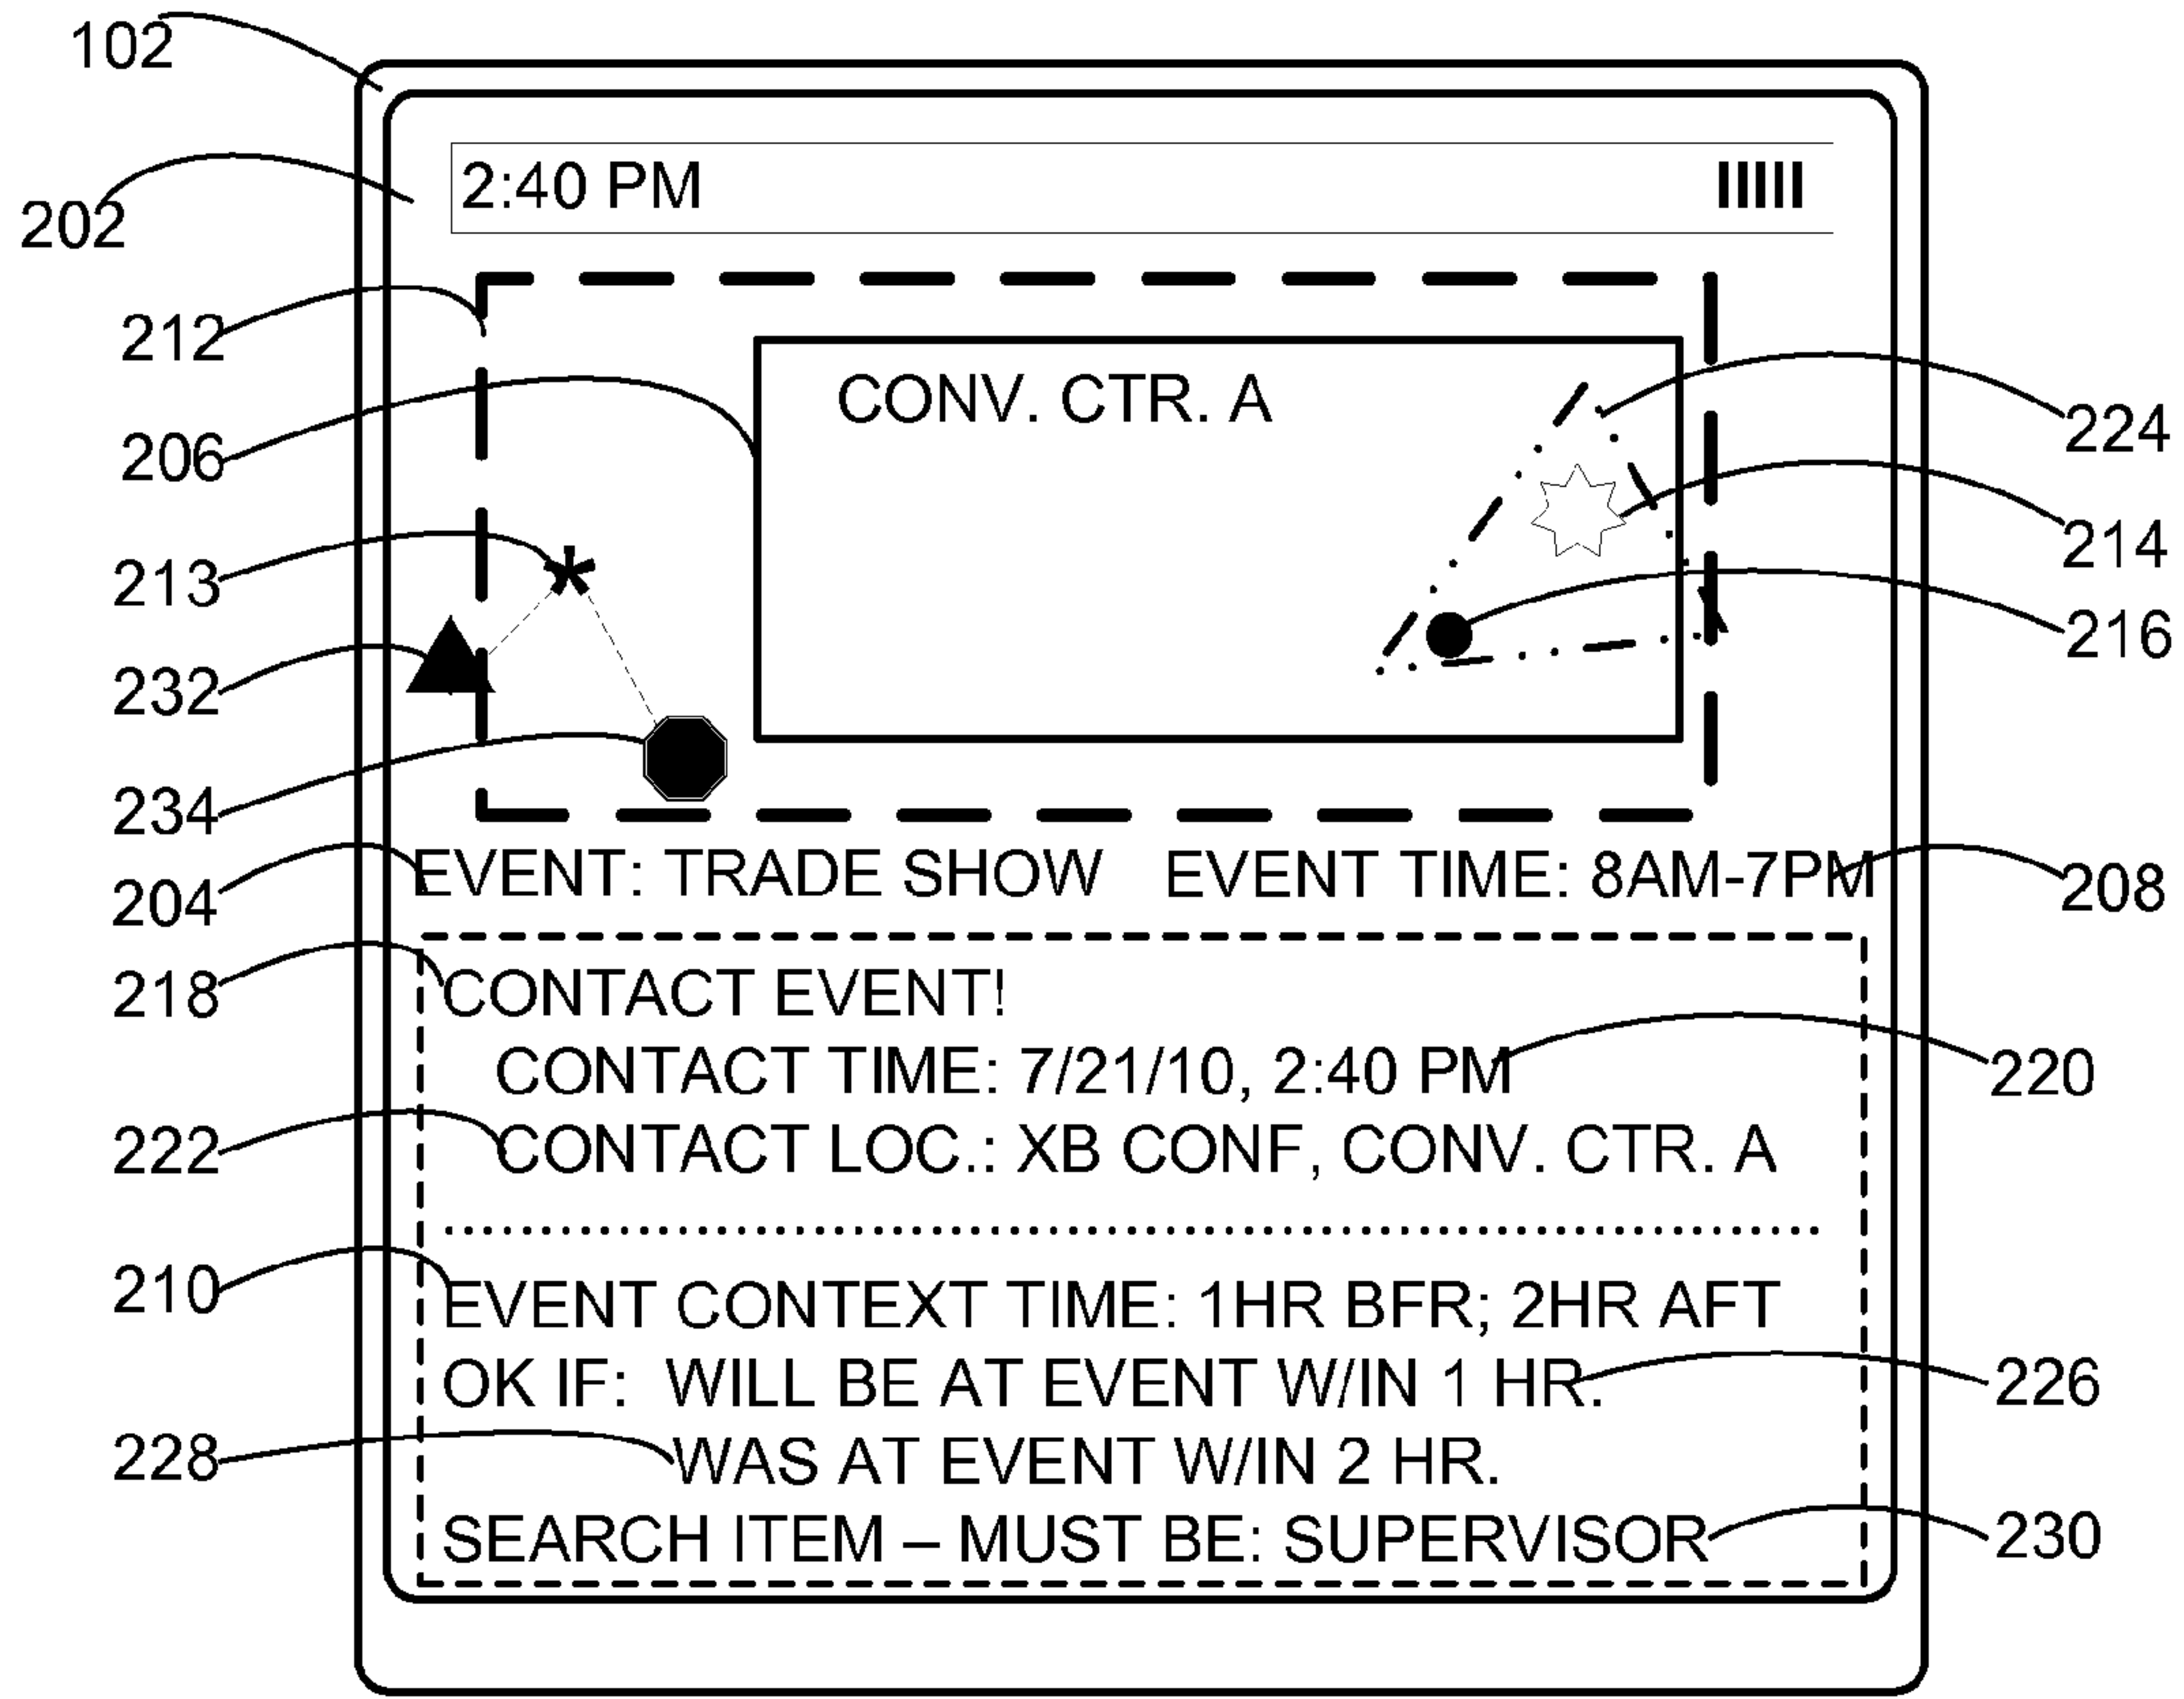 102
2:40 PM
202
212
CONV. CTR. A
224
206
214
213
216
232
234
EVENT: TRADE SHOW EVENT TIME: 8AM-7PM
204
208
218
CONTACT EVENT!
CONTACT TIME: 7/21/10, 2:40 PM
220
222
CONTACT LOC.: XB CONF, CONV. CTR. A
210
EVENT CONTEXT TIME: 1HR BFR; 2HR AFT
OK IF: WILL BE AT EVENT W/IN 1 HR.
226
228
WAS AT EVENT W/IN 2 HR.
SEARCH ITEM – MUST BE: SUPERVISOR
230